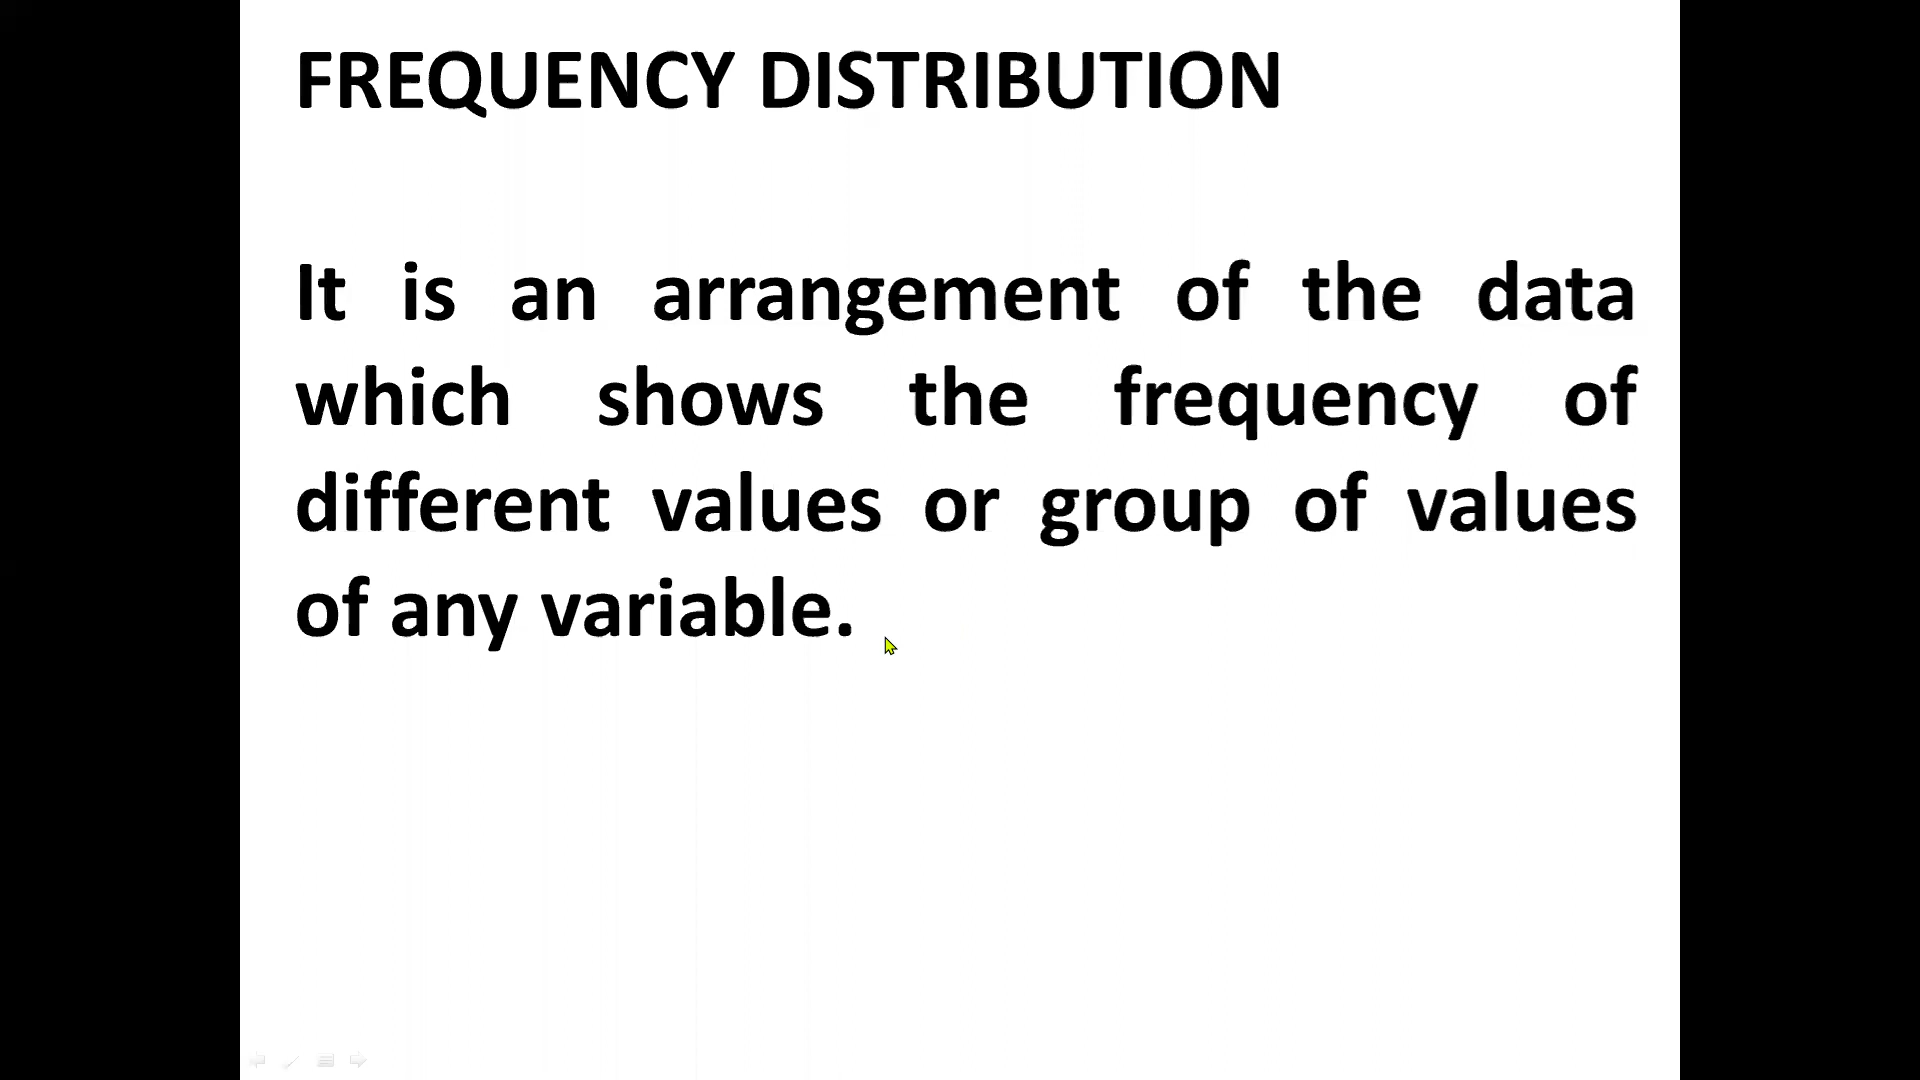 FREQUENCY DISTRIBUTION
It is an arrangement of the data
which shows the frequency of
different values or group of values
of any variable.